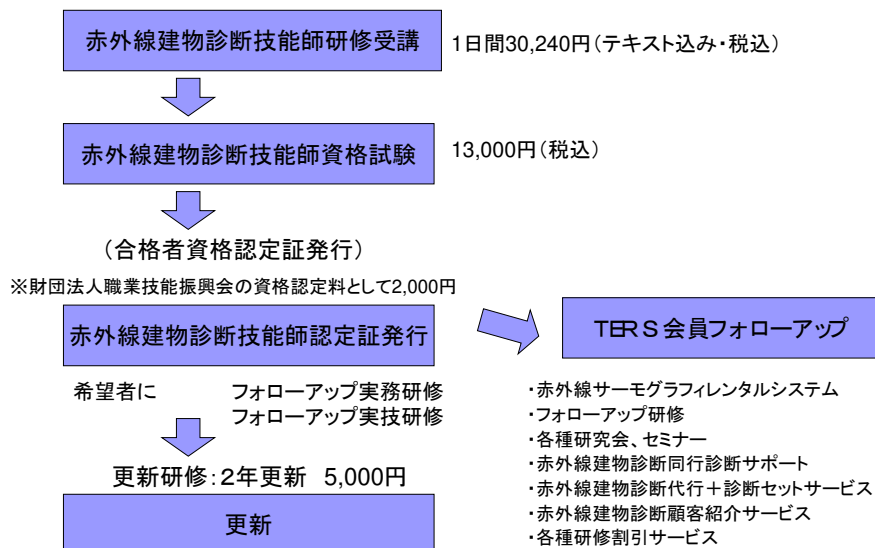 赤外線建物診断技能師研修受講
1日間30,240円(テキスト込み・税込)
赤外線建物診断技能師資格試験
13,000円(税込)
(合格者資格認定証発行)
※財団法人職業技能振興会の資格認定料として2,000円
赤外線建物診断技能師認定証発行
希望者に フォローアップ実務研修
フォローアップ実技研修
更新研修:2年更新 5,000円
更新
TERS会員フォローアップ
・赤外線サーモグラフィレンタルシステム
・フォローアップ研修
・各種研究会、セミナー
・赤外線建物診断同行診断サポート
・赤外線建物診断代行+診断セットサービス
・赤外線建物診断顧客紹介サービス
・各種研修割引サービス